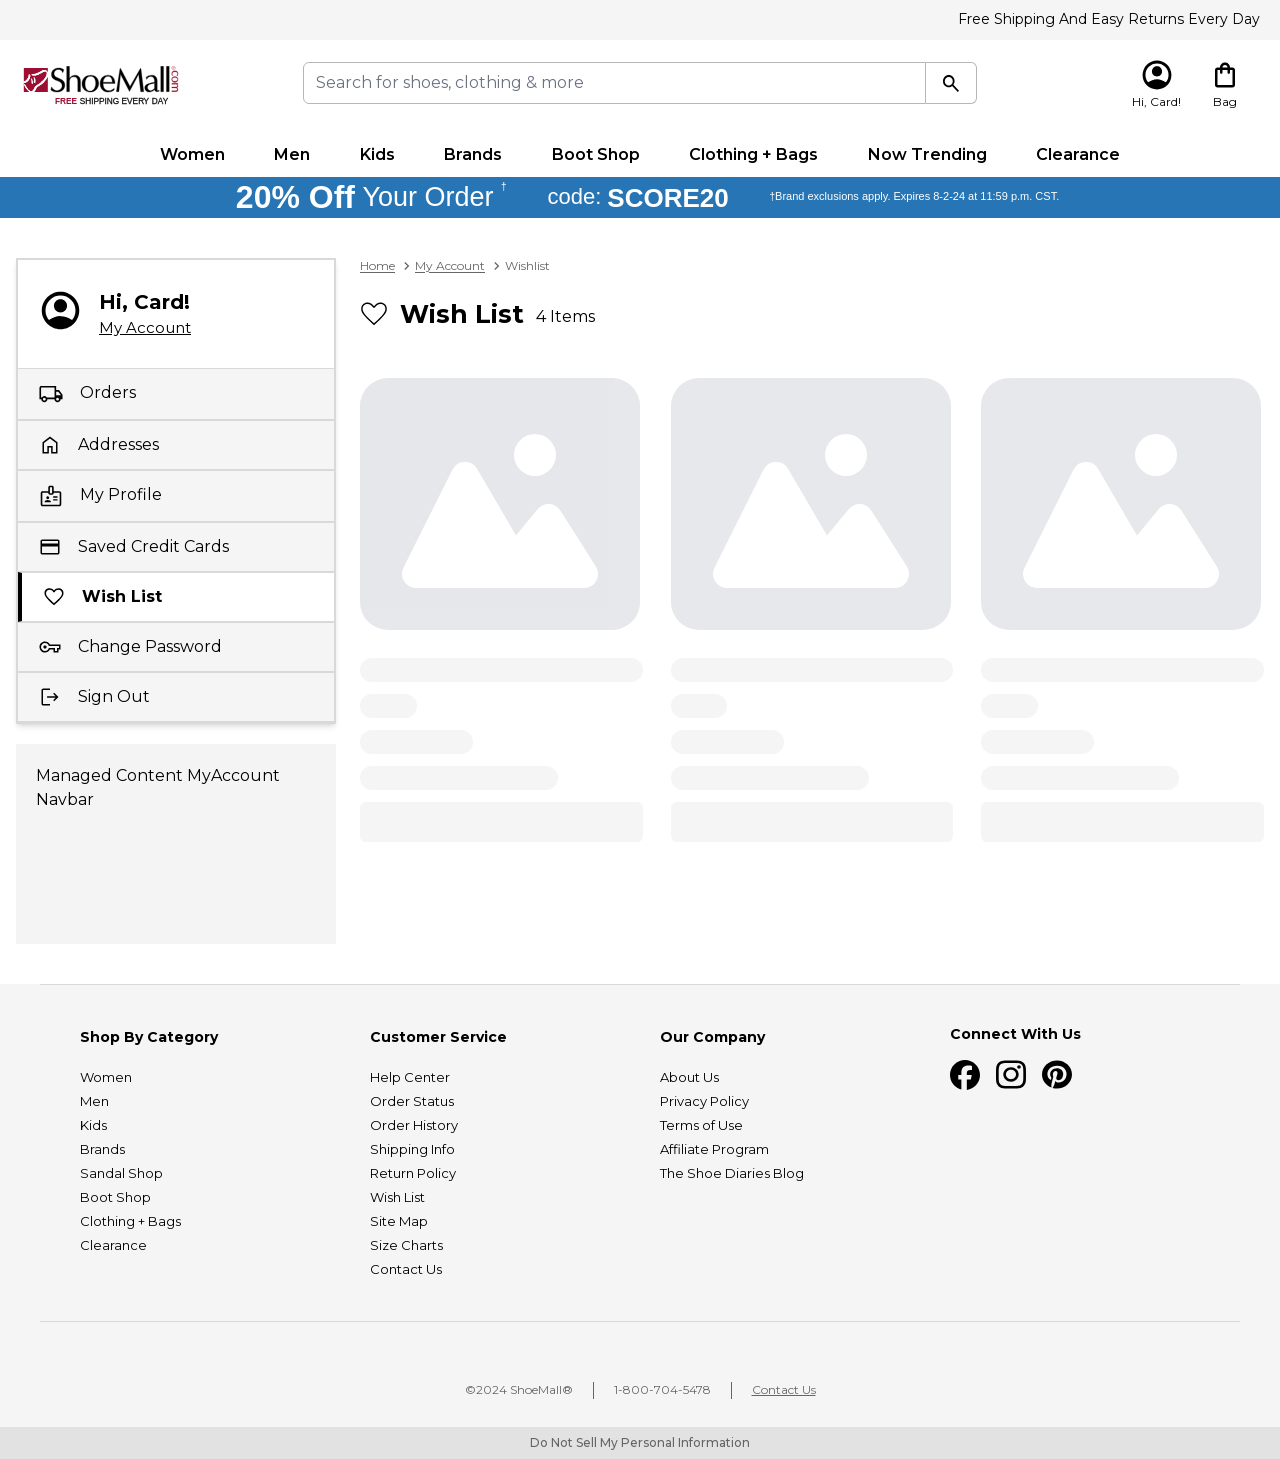 Free Shipping And Easy Returns Every Day
ShoeMall®.com
FREE SHIPPING EVERY DAY
Search for shoes, clothing & more
Hi, Card!
Bag
Women
Men
Kids
Brands
Boot Shop
Clothing + Bags
Now Trending
Clearance
20% Off Your Order † code: SCORE20 †Brand exclusions apply. Expires 8-2-24 at 11:59 p.m. CST.
Home
My Account
Wishlist
Hi, Card!
My Account
Orders
Addresses
My Profile
Saved Credit Cards
Wish List
Change Password
Sign Out
Managed Content MyAccount
Navbar
Wish List 4 Items
Shop By Category
Women
Men
Kids
Brands
Sandal Shop
Boot Shop
Clothing + Bags
Clearance
Customer Service
Help Center
Order Status
Order History
Shipping Info
Return Policy
Wish List
Site Map
Size Charts
Contact Us
Our Company
About Us
Privacy Policy
Terms of Use
Affiliate Program
The Shoe Diaries Blog
Connect With Us
©2024 ShoeMall®
1-800-704-5478
Contact Us
Do Not Sell My Personal Information